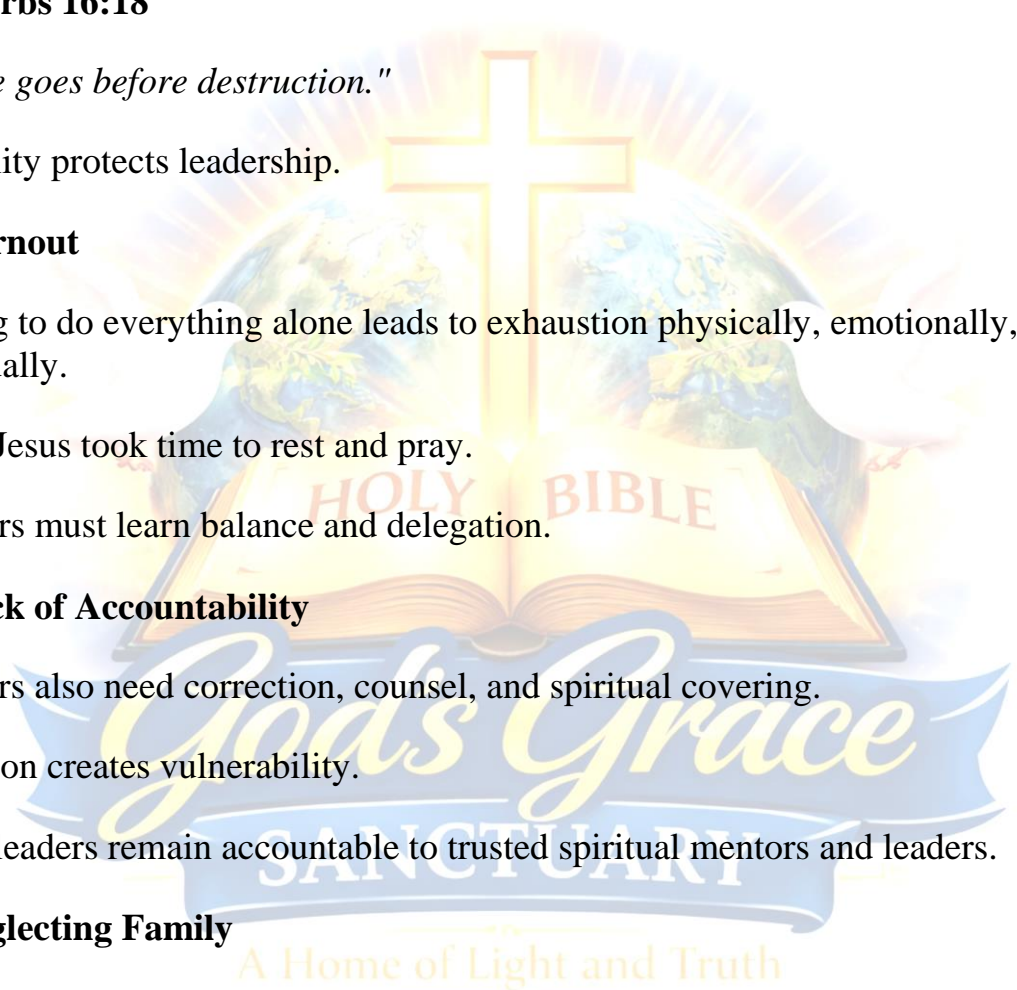 rbs 16:18
e goes before destruction."
lity protects leadership.
rnout
g to do everything alone leads to exhaustion physically, emotionally,
ally.
Jesus took time to rest and pray.
rs must learn balance and delegation.
HOLY BIBLE
ck of Accountability
rs also need correction, counsel, and spiritual covering.
God's Grace
on creates vulnerability.
leaders remain accountable to trusted spiritual mentors and leaders.
SANCTUARY
glecting Family
A Home of Light and Truth